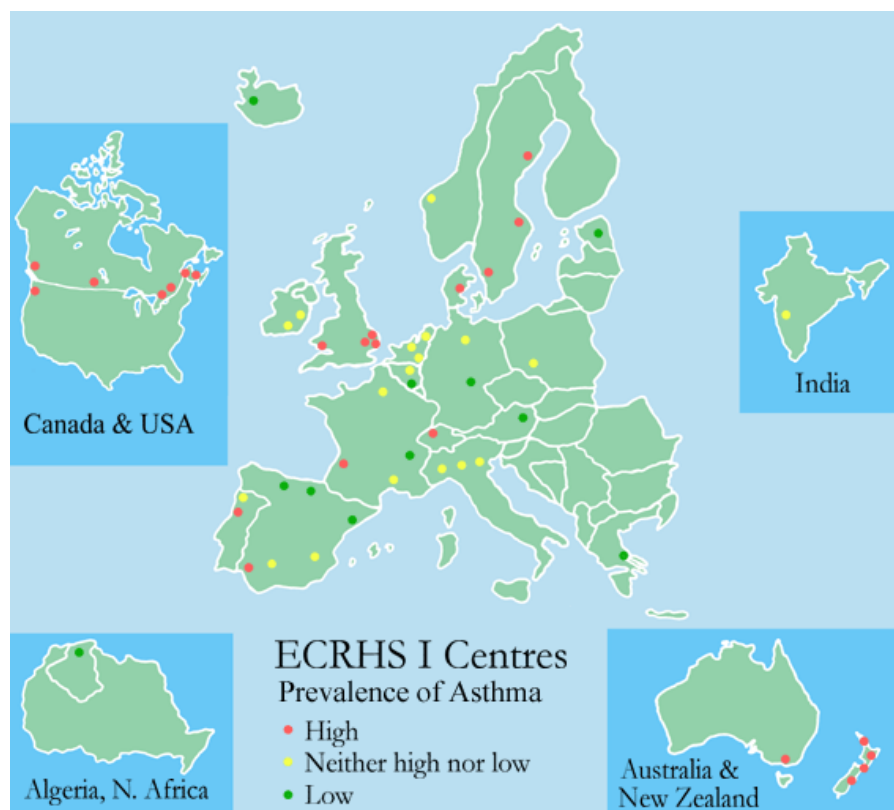 Canada & USA
India
ECRHS I Centres
Prevalence of Asthma
High
Neither high nor low
Low
Algeria, N. Africa
Australia &
New Zealand